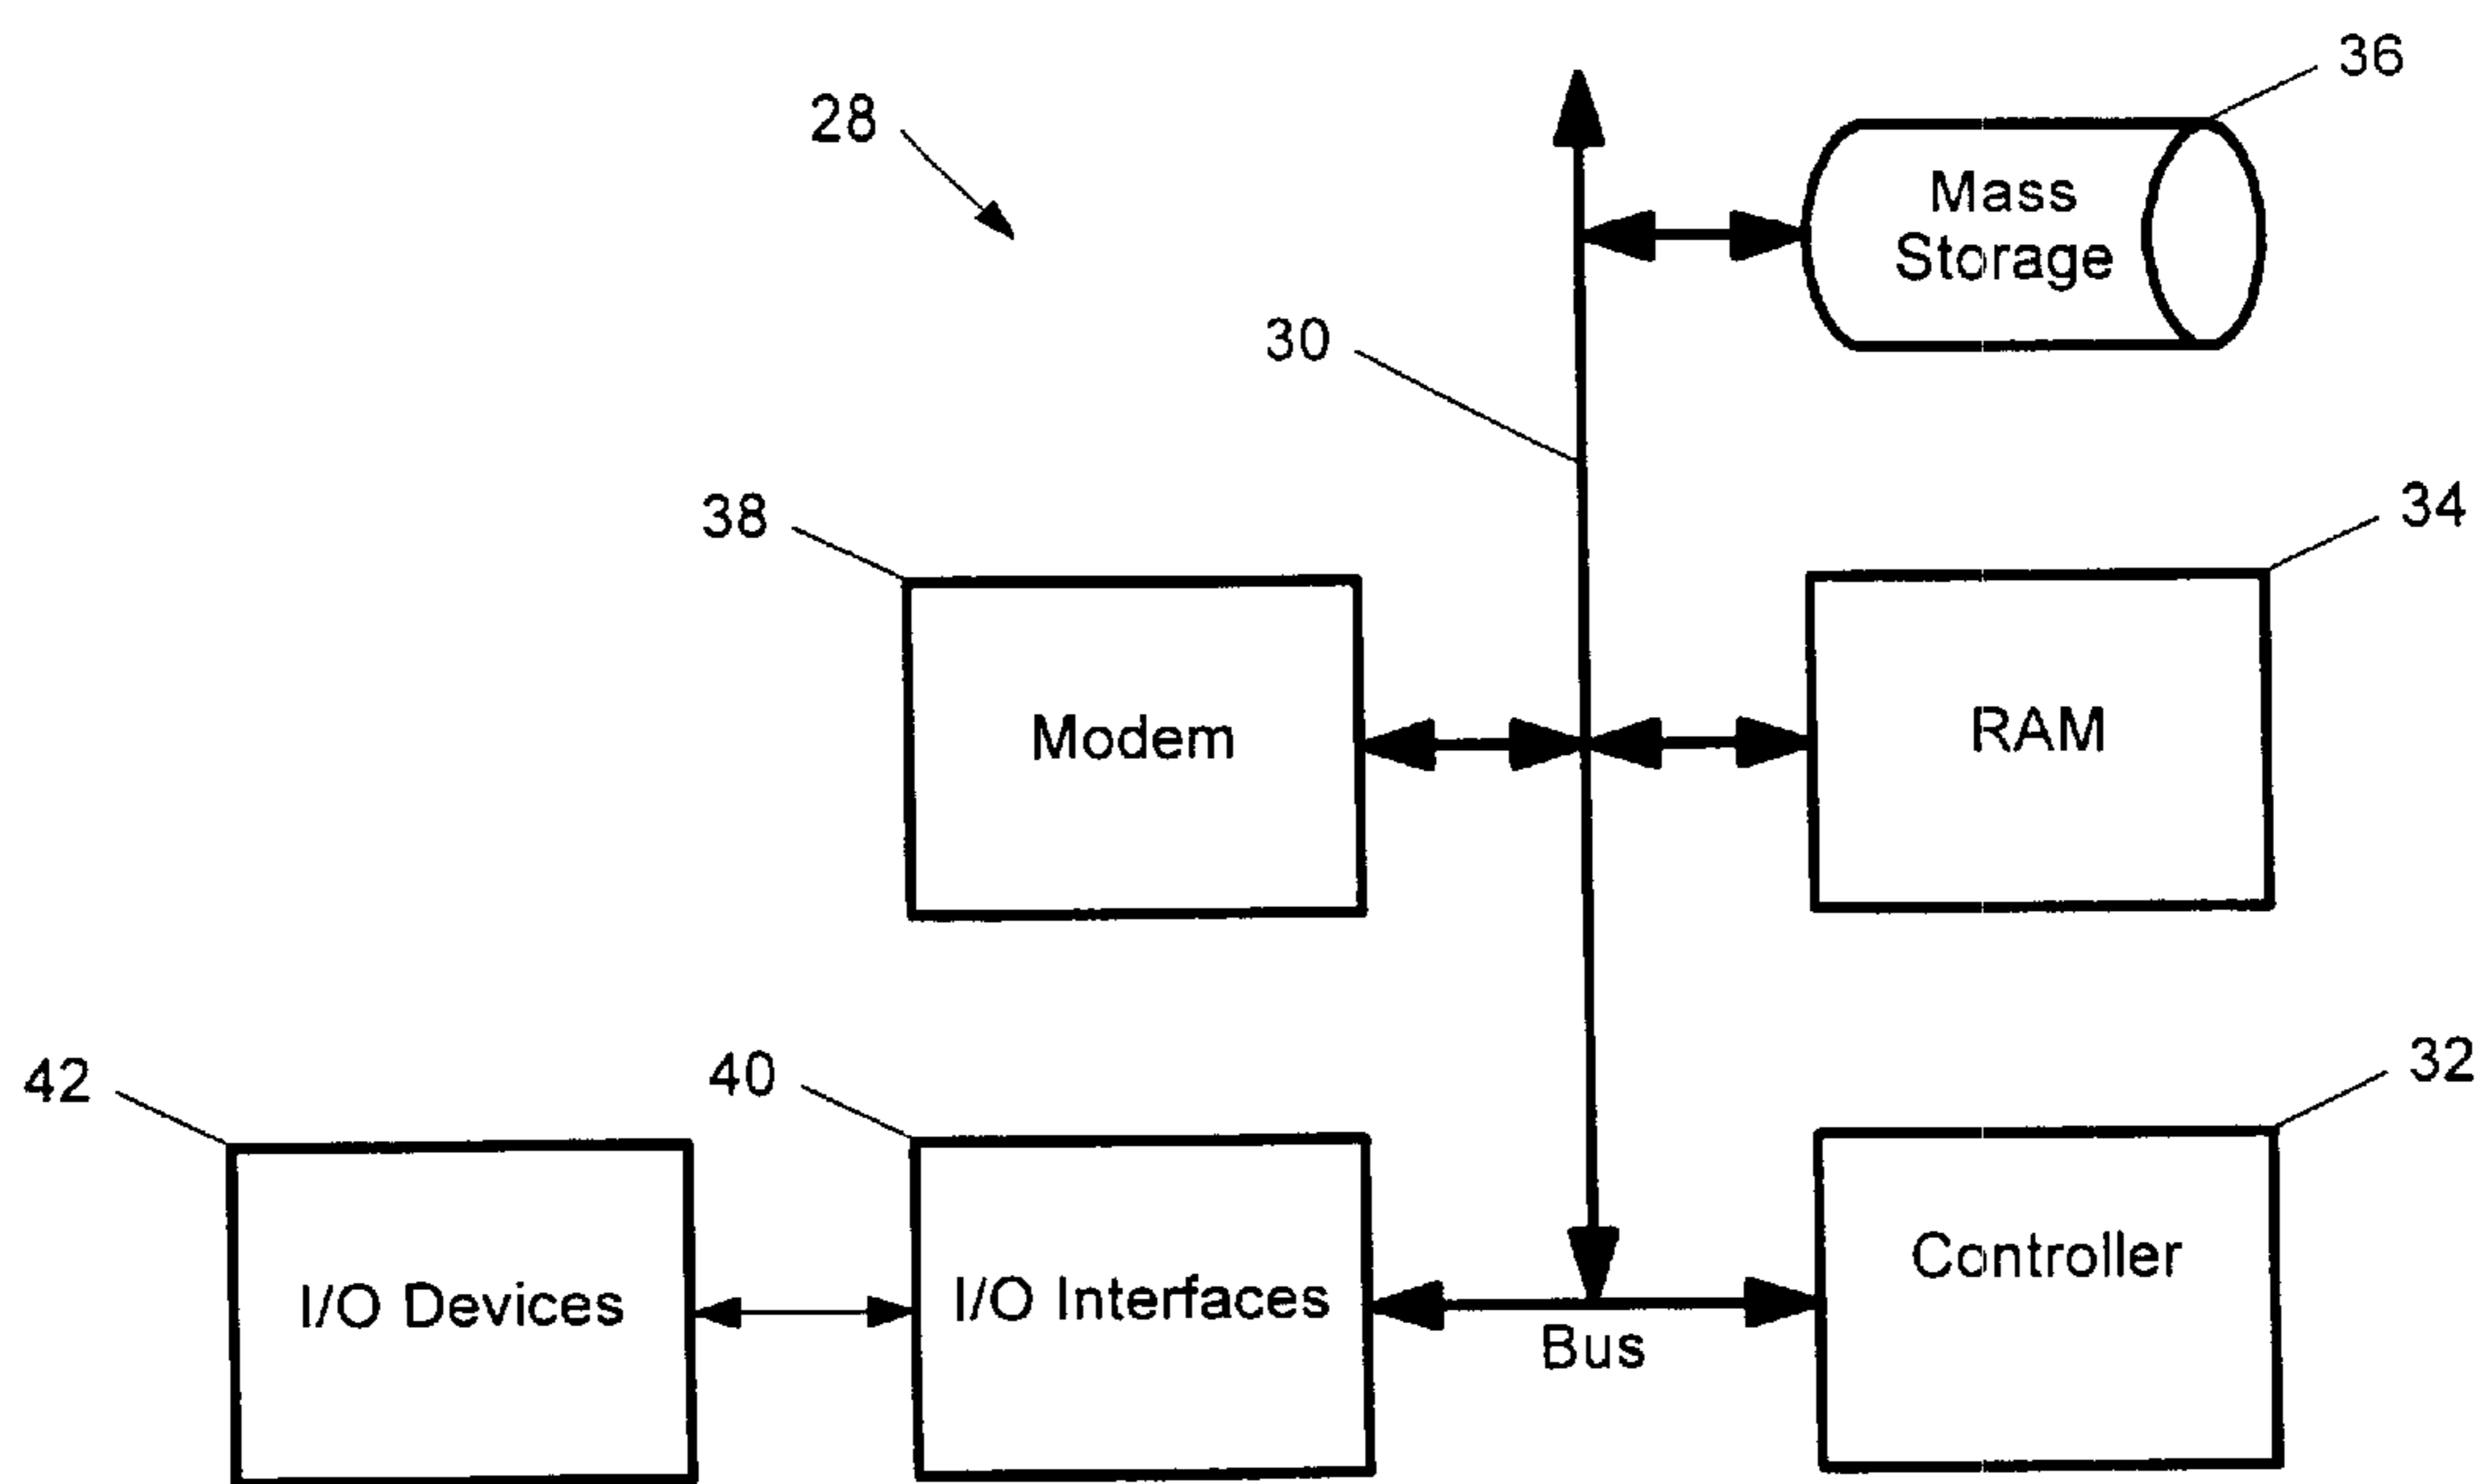 36
28
Mass
Storage
30
38
34
Modem
RAM
42
40
32
I/O Devices
I/O Interfaces
Controller
Bus